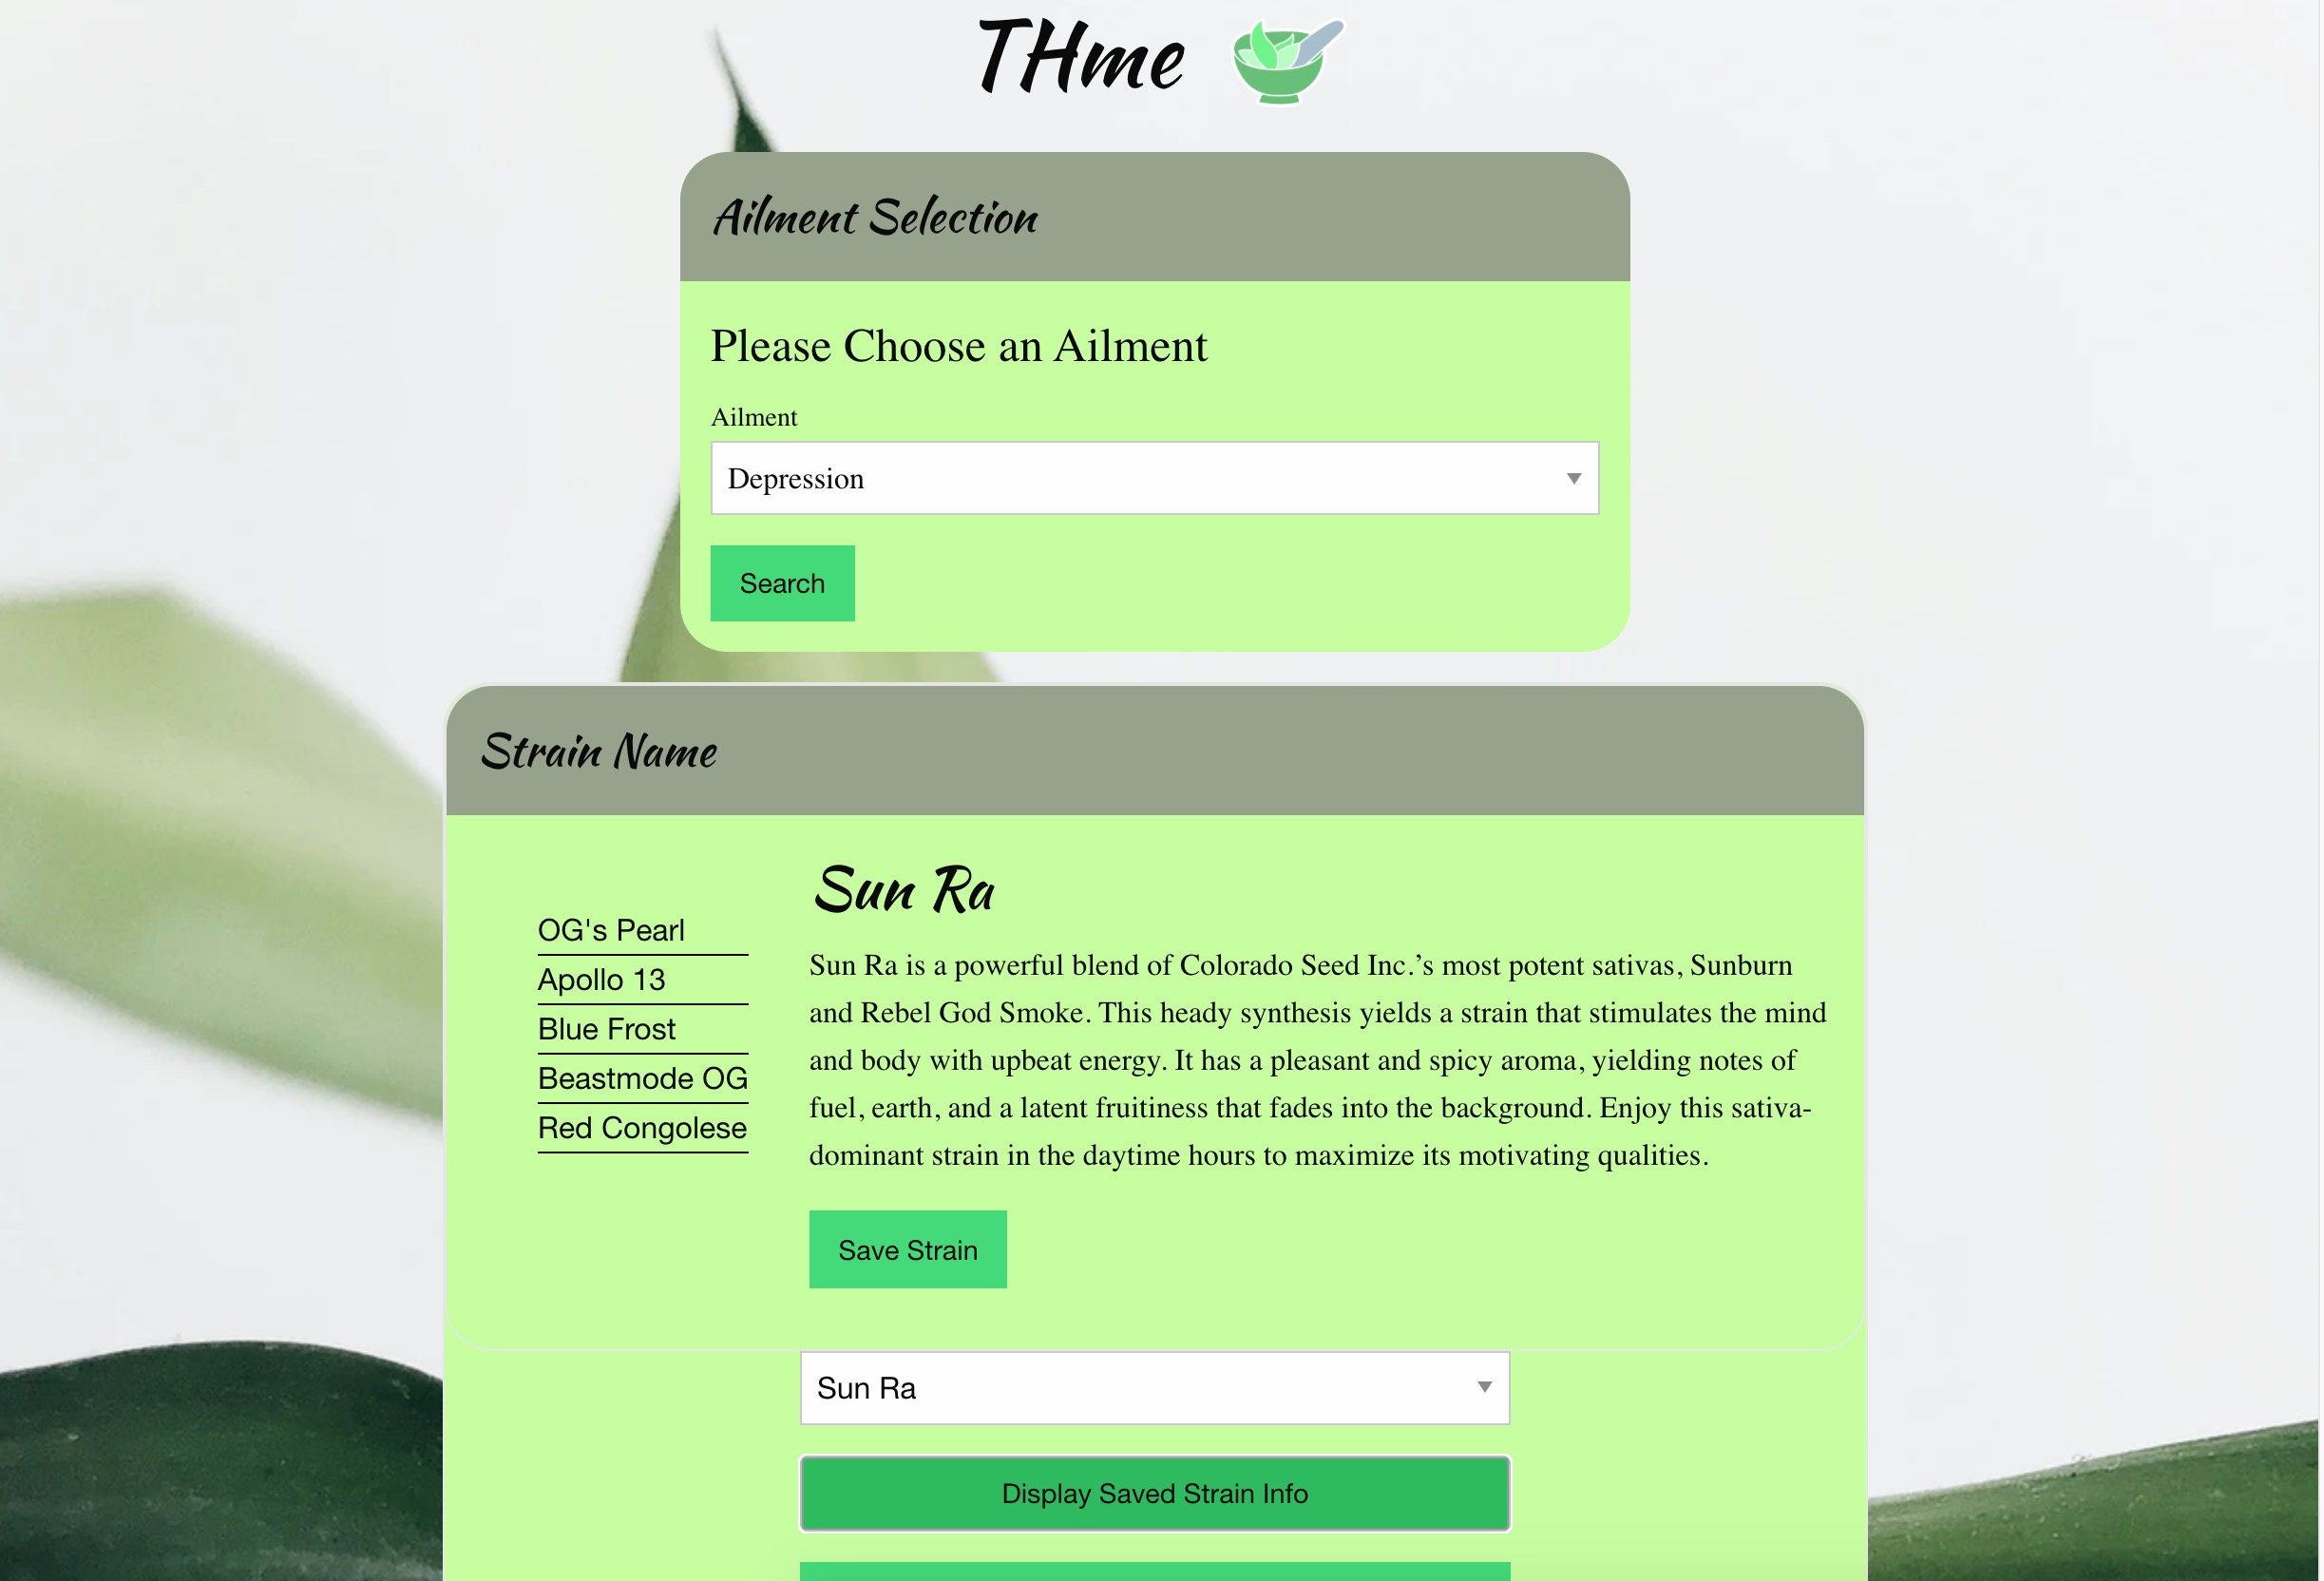 THme
Ailment Selection
Please Choose an Ailment
Ailment
Depression
Search
Strain Name
OG's Pearl
Apollo 13
Blue Frost
Beastmode OG
Red Congolese
Sun Ra
Sun Ra is a powerful blend of Colorado Seed Inc.’s most potent sativas, Sunburn
and Rebel God Smoke. This heady synthesis yields a strain that stimulates the mind
and body with upbeat energy. It has a pleasant and spicy aroma, yielding notes of
fuel, earth, and a latent fruitiness that fades into the background. Enjoy this sativa-
dominant strain in the daytime hours to maximize its motivating qualities.
Save Strain
Sun Ra
Display Saved Strain Info